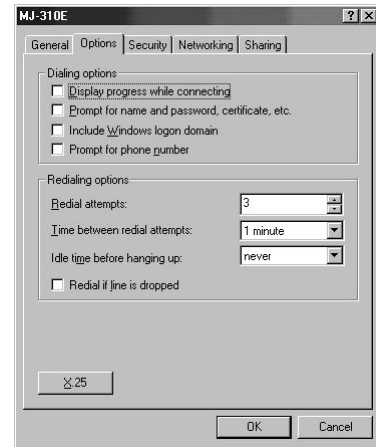 MJ-310E
General Options Security Networking Sharing
Dialing options
Display progress while connecting
Prompt for name and password, certificate, etc.
Include Windows logon domain
Prompt for phone number
Redialing options
Redial attempts: 3
Time between redial attempts: 1 minute
Idle time before hanging up: never
Redial if line is dropped
X.25
OK Cancel